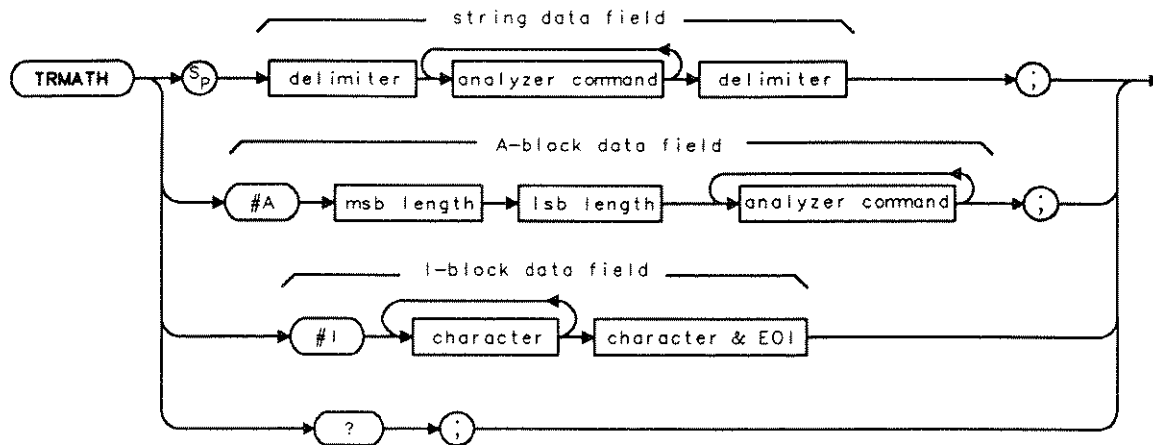 string data field
TRMATH Sp delimiter analyzer command delimiter ;
A-block data field
#A msb length lsb length analyzer command ;
I-block data field
#I character character & EOI
? ;